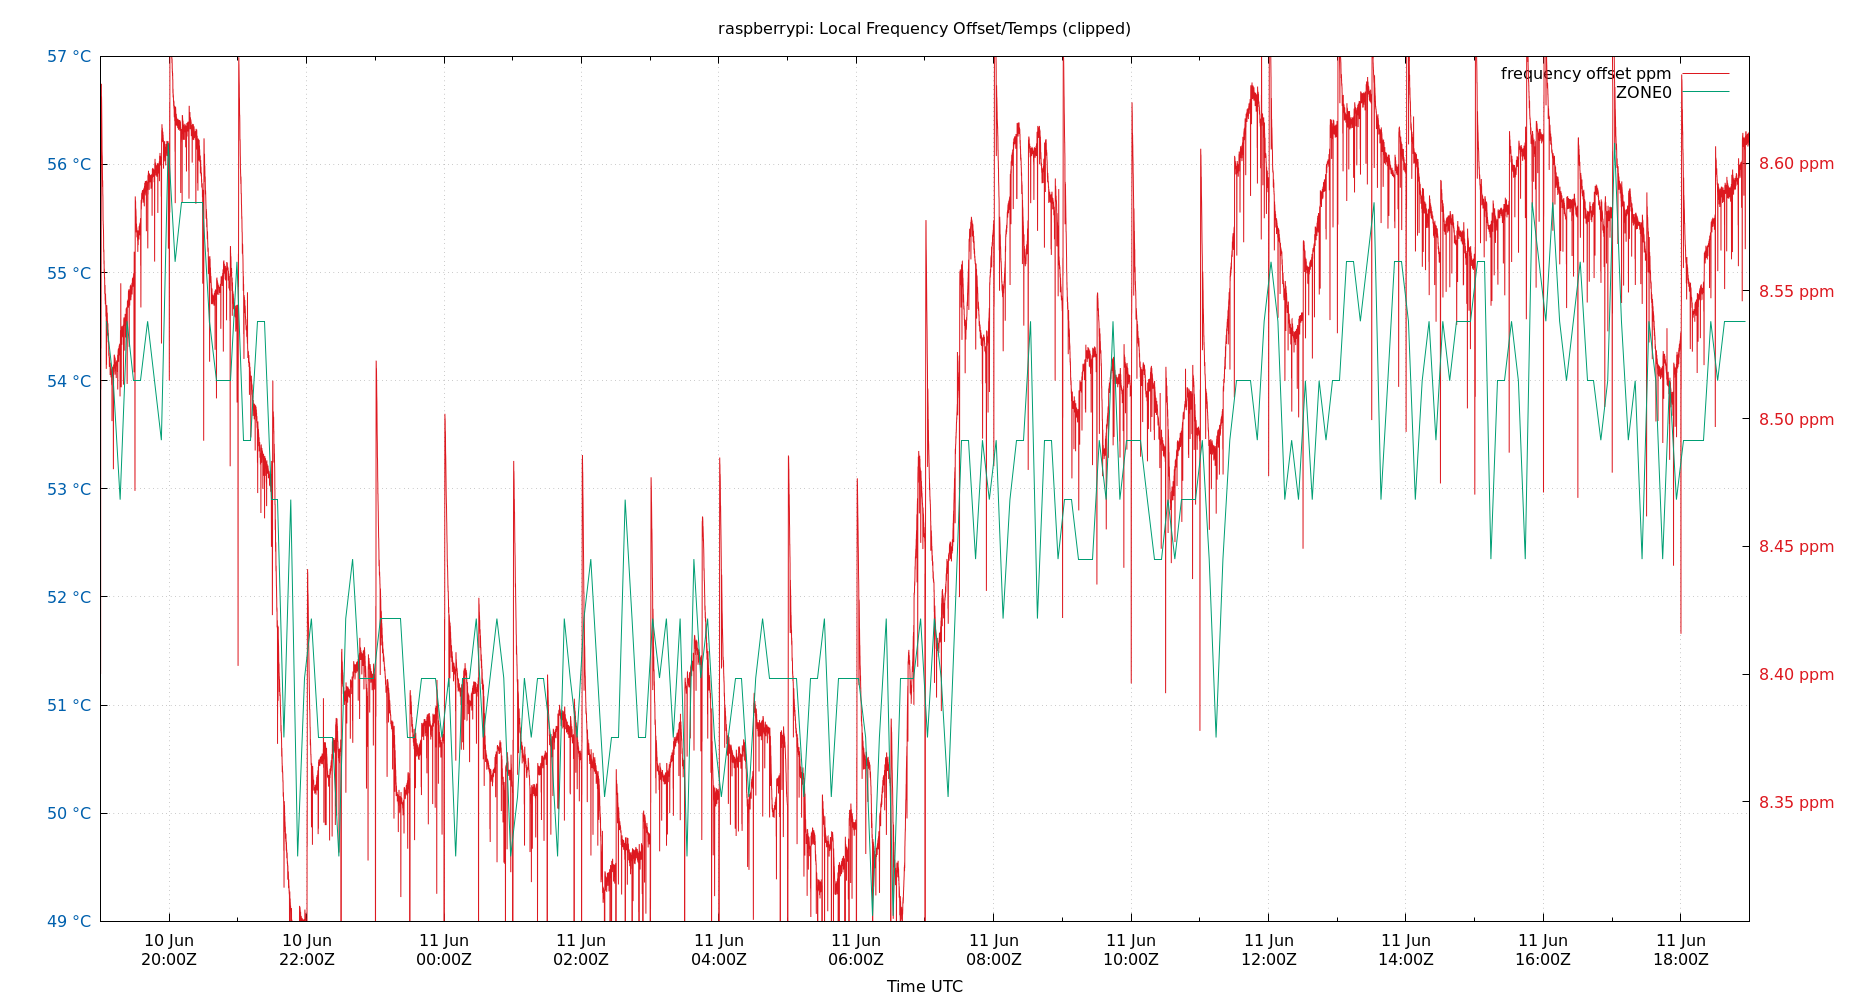 raspberrypi: Local Frequency Offset/Temps (clipped)
57 °C
56 °C
55 °C
54 °C
53 °C
52 °C
51 °C
50 °C
49 °C
frequency offset ppm
ZONE0
8.60 ppm
8.55 ppm
8.50 ppm
8.45 ppm
8.40 ppm
8.35 ppm
10 Jun
20:00Z
10 Jun
22:00Z
11 Jun
00:00Z
11 Jun
02:00Z
11 Jun
04:00Z
11 Jun
06:00Z
11 Jun
08:00Z
11 Jun
10:00Z
11 Jun
12:00Z
11 Jun
14:00Z
11 Jun
16:00Z
11 Jun
18:00Z
Time UTC